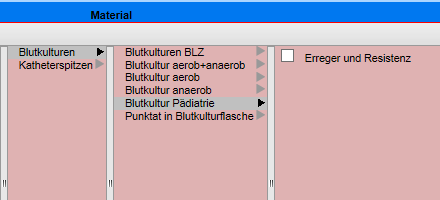 Material
Blutkulturen
Katheterspitzen
Blutkulturen BLZ
Blutkultur aerob+anaerob
Blutkultur aerob
Blutkultur anaerob
Blutkultur Pädiatrie
Punktat in Blutkulturflasche
Erreger und Resistenz